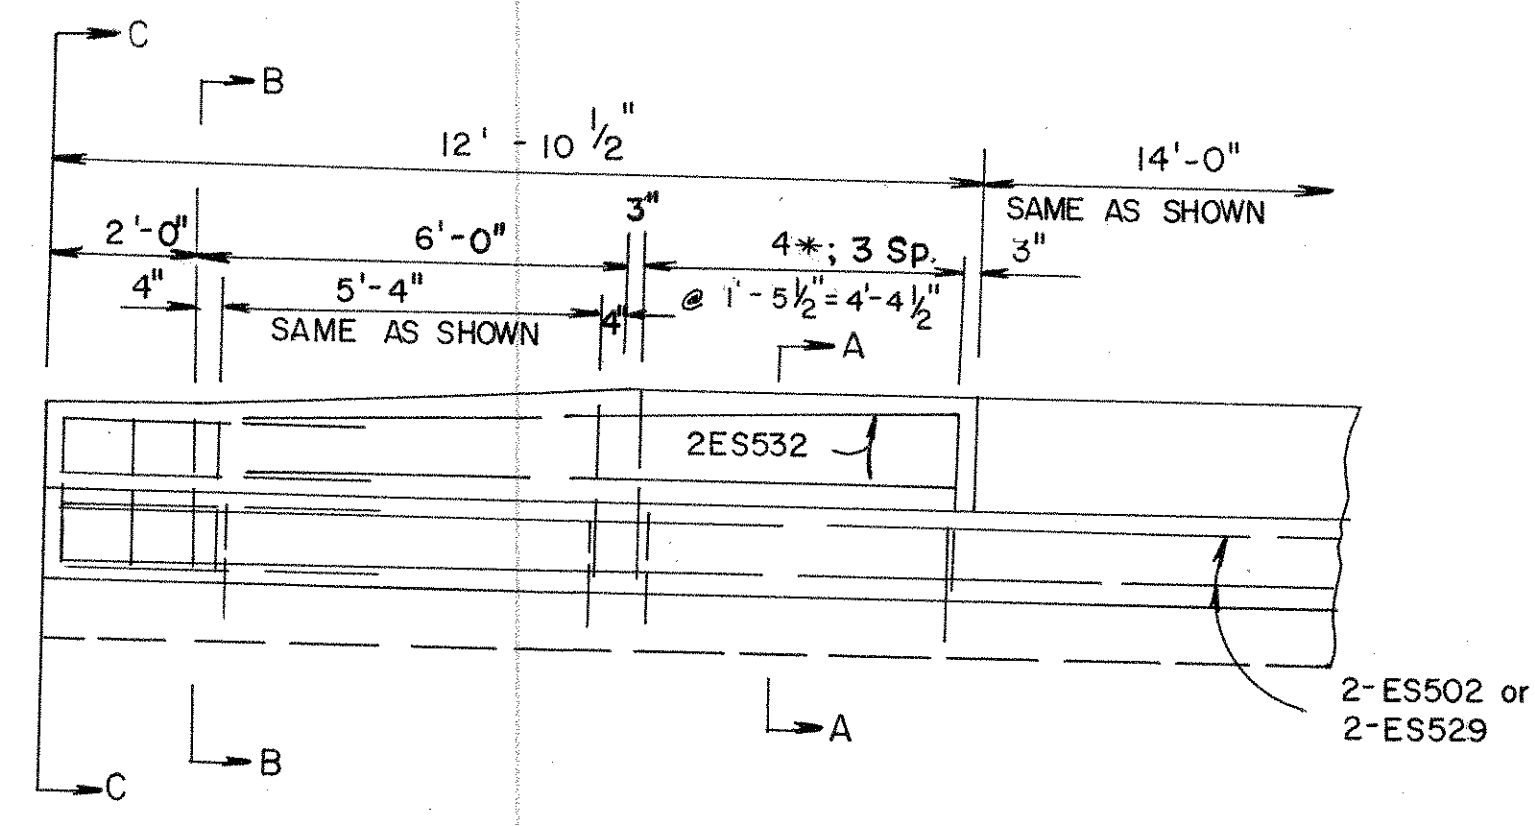 C
B
12' - 10 1/2"
14'-0"
SAME AS SHOWN
3"
2'-0"
6'-0"
4*; 3 Sp.
3"
4"
5'-4"
4"
@ 1'-5 1/2" = 4'-4 1/2"
SAME AS SHOWN
A
2ES532
2-ES502 or
2-ES529
A
B
C